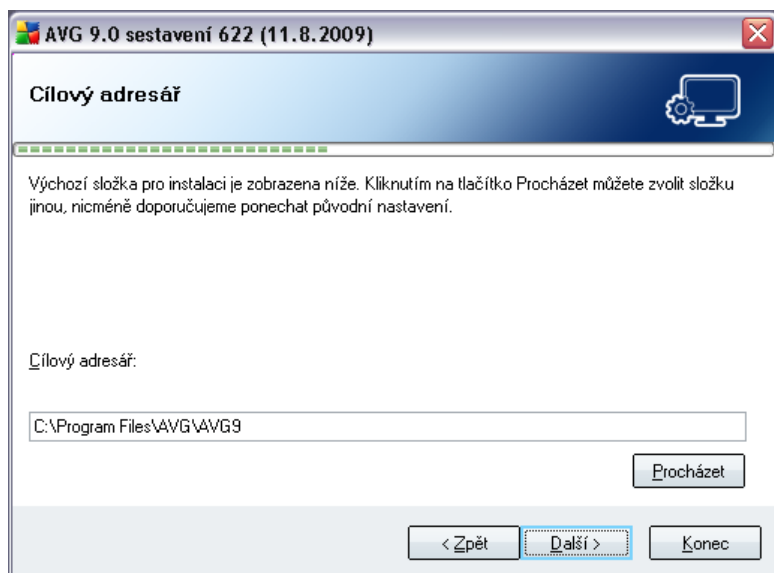 AVG 9.0 sestavení 622 (11.8.2009)
Cílový adresář
Výchozí složka pro instalaci je zobrazena níže. Kliknutím na tlačítko Procházet můžete zvolit složku
jinou, nicméně doporučujeme ponechat původní nastavení.
Cílový adresář:
C:\Program Files\AVG\AVG9
Procházet
< Zpět
Další >
Konec